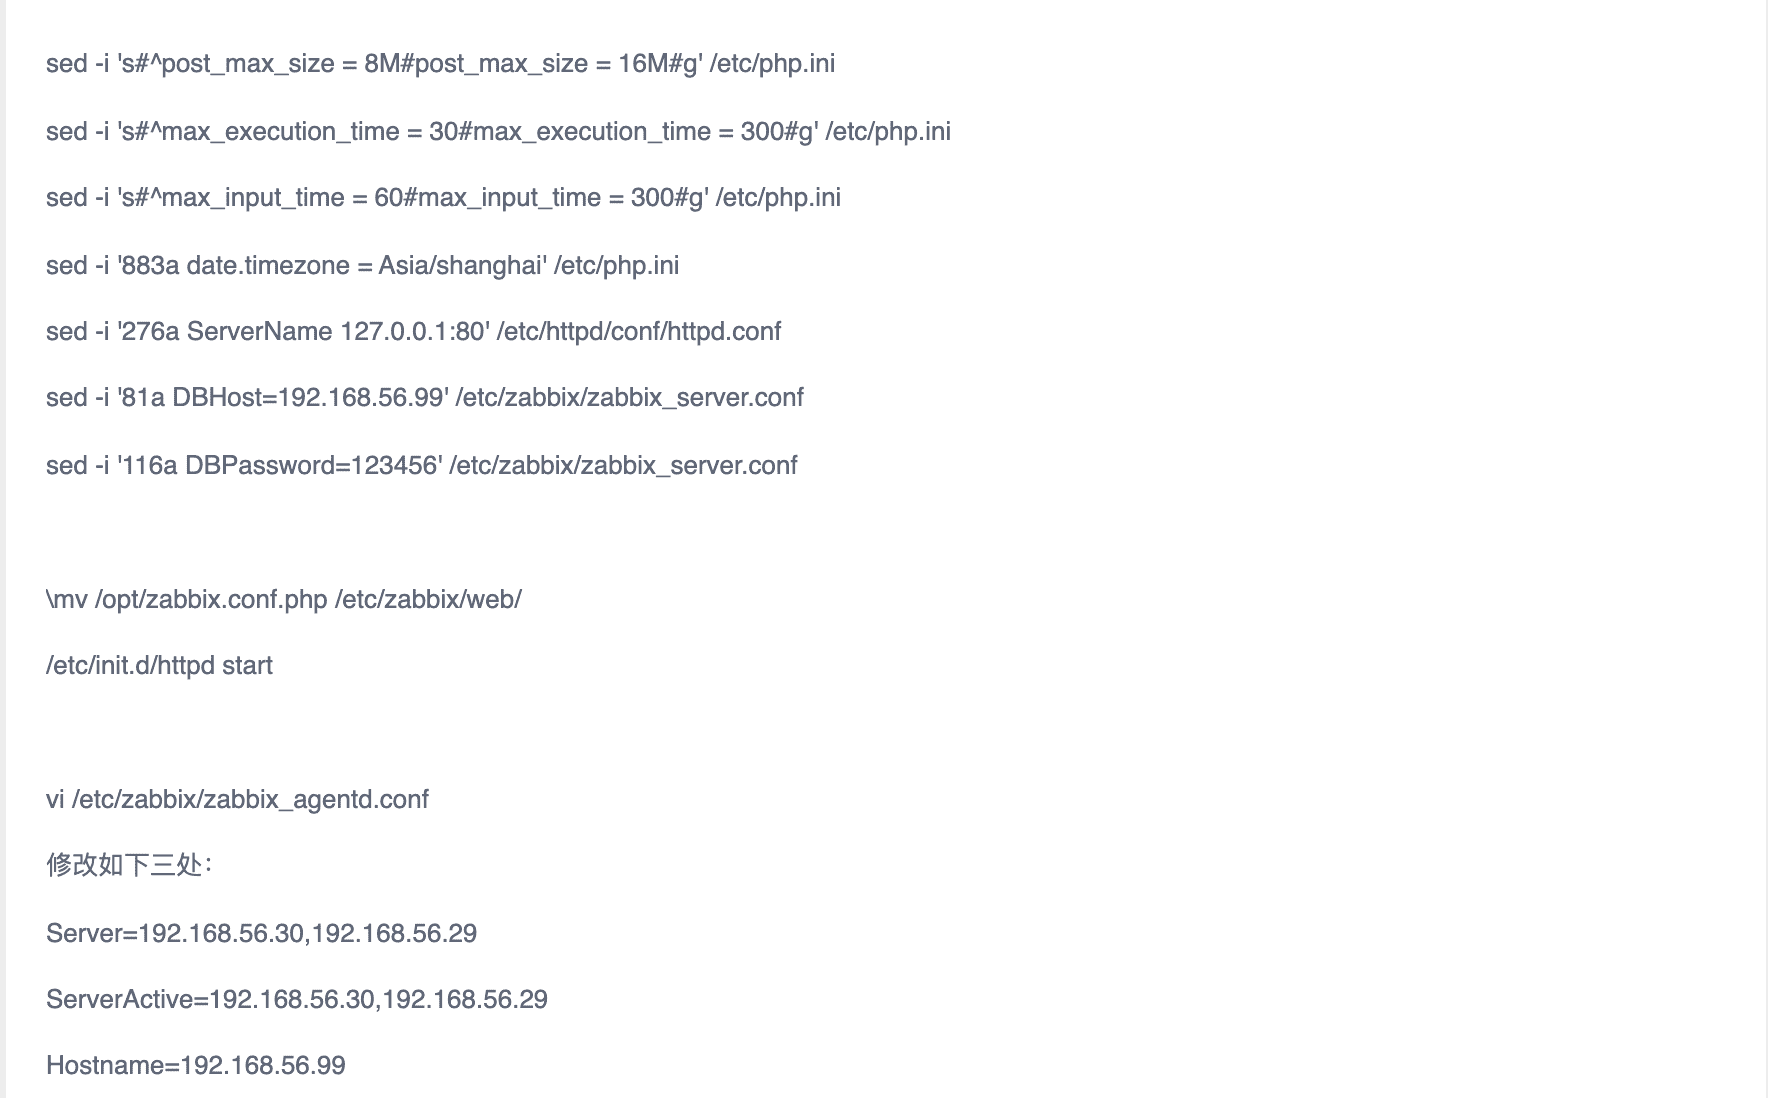 sed -i 's#^post_max_size = 8M#post_max_size = 16M#g' /etc/php.ini
sed -i 's#^max_execution_time = 30#max_execution_time = 300#g' /etc/php.ini
sed -i 's#^max_input_time = 60#max_input_time = 300#g' /etc/php.ini
sed -i '883a date.timezone = Asia/shanghai' /etc/php.ini
sed -i '276a ServerName 127.0.0.1:80' /etc/httpd/conf/httpd.conf
sed -i '81a DBHost=192.168.56.99' /etc/zabbix/zabbix_server.conf
sed -i '116a DBPassword=123456' /etc/zabbix/zabbix_server.conf
\mv /opt/zabbix.conf.php /etc/zabbix/web/
/etc/init.d/httpd start
vi /etc/zabbix/zabbix_agentd.conf
修改如下三处：
Server=192.168.56.30,192.168.56.29
ServerActive=192.168.56.30,192.168.56.29
Hostname=192.168.56.99